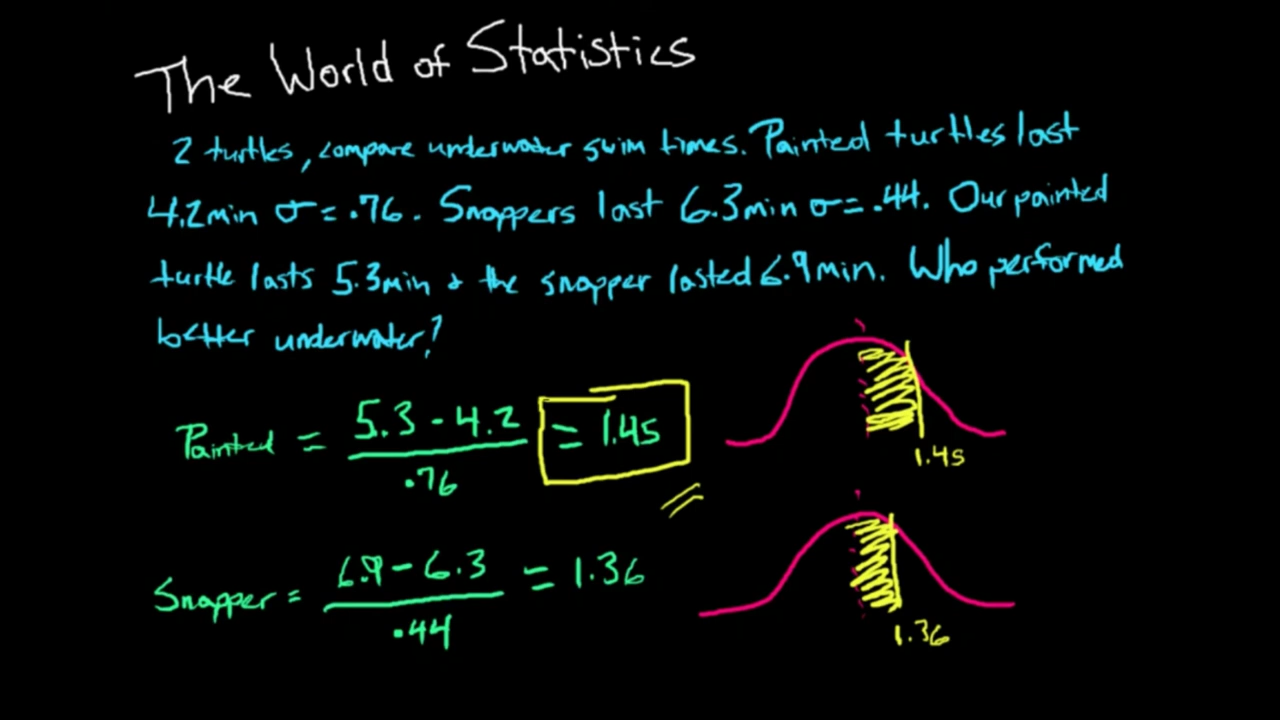 The World of Statistics
2 turtles, compare underwater swim times. Painted turtles last
4.2min σ = .76. Snappers last 6.3min σ = .44. Our painted
turtle lasts 5.3min & the snapper lasted 6.9min. Who performed
better underwater?
Painted = 5.3 - 4.2 = 1.45
.76
1.45
Snapper = 6.9 - 6.3 = 1.36
.44
1.36